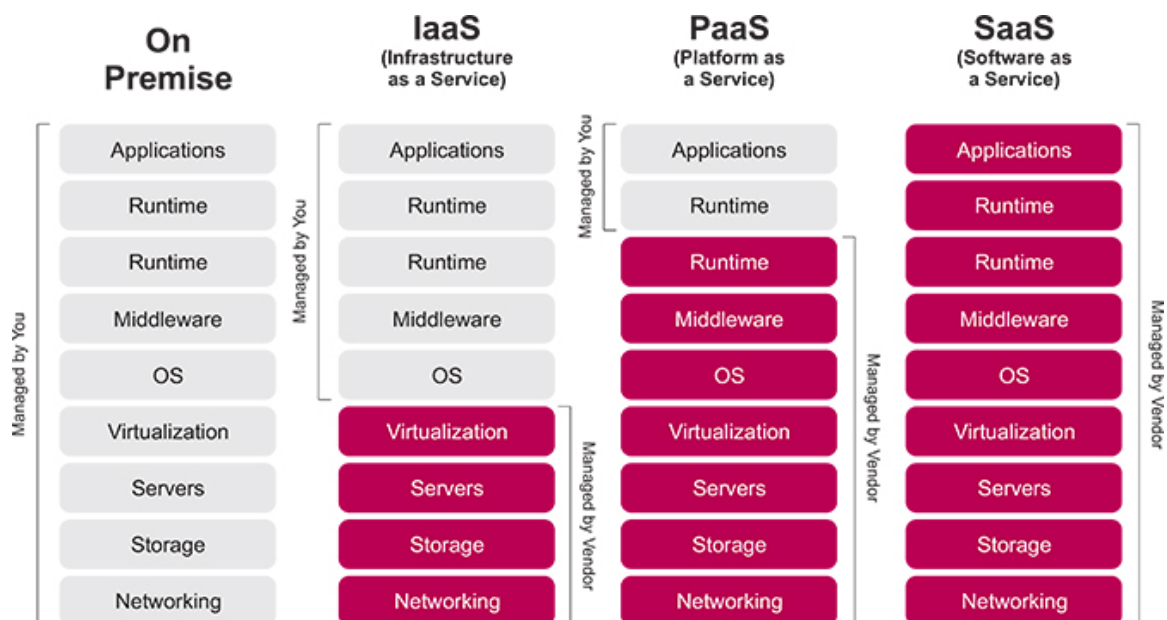 On
Premise
IaaS
(Infrastructure
as a Service)
PaaS
(Platform as
a Service)
SaaS
(Software as
a Service)
Managed by You
Applications
Runtime
Runtime
Middleware
OS
Virtualization
Servers
Storage
Networking
Managed by You
Applications
Runtime
Runtime
Middleware
OS
Virtualization
Servers
Storage
Networking
Managed by Vendor
Managed by You
Applications
Runtime
Runtime
Middleware
OS
Virtualization
Servers
Storage
Networking
Managed by Vendor
Applications
Runtime
Runtime
Middleware
OS
Virtualization
Servers
Storage
Networking
Managed by Vendor